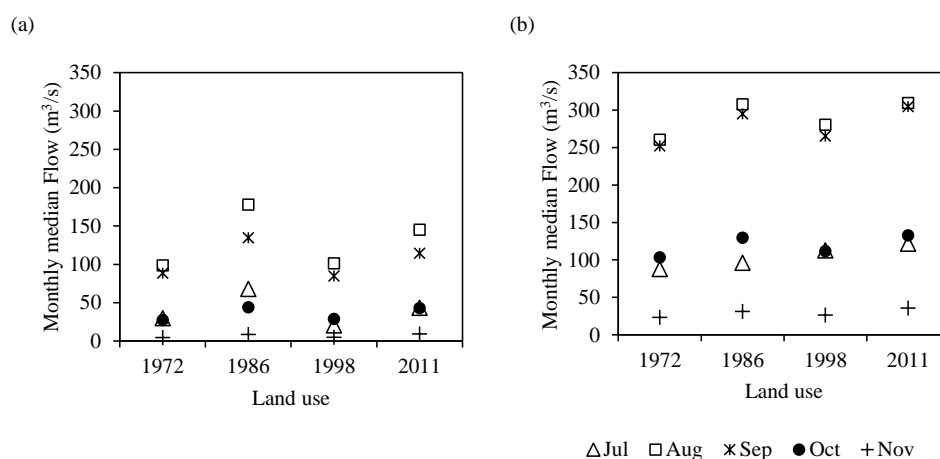 (a)
(b)
Monthly median Flow (m³/s)
350
300
250
200
150
100
50
0
1972 1986 1998 2011
Land use
Monthly median Flow (m³/s)
350
300
250
200
150
100
50
0
1972 1986 1998 2011
Land use
Jul Aug Sep Oct Nov